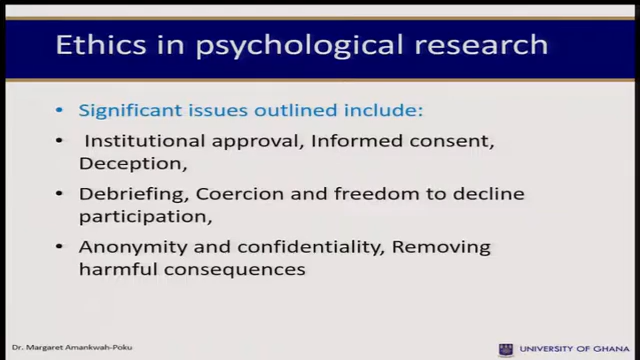 Ethics in psychological research
• Significant issues outlined include:
• Institutional approval, Informed consent,
Deception,
• Debriefing, Coercion and freedom to decline
participation,
• Anonymity and confidentiality, Removing
harmful consequences
Dr. Margaret Amankwah-Poku
UNIVERSITY OF GHANA